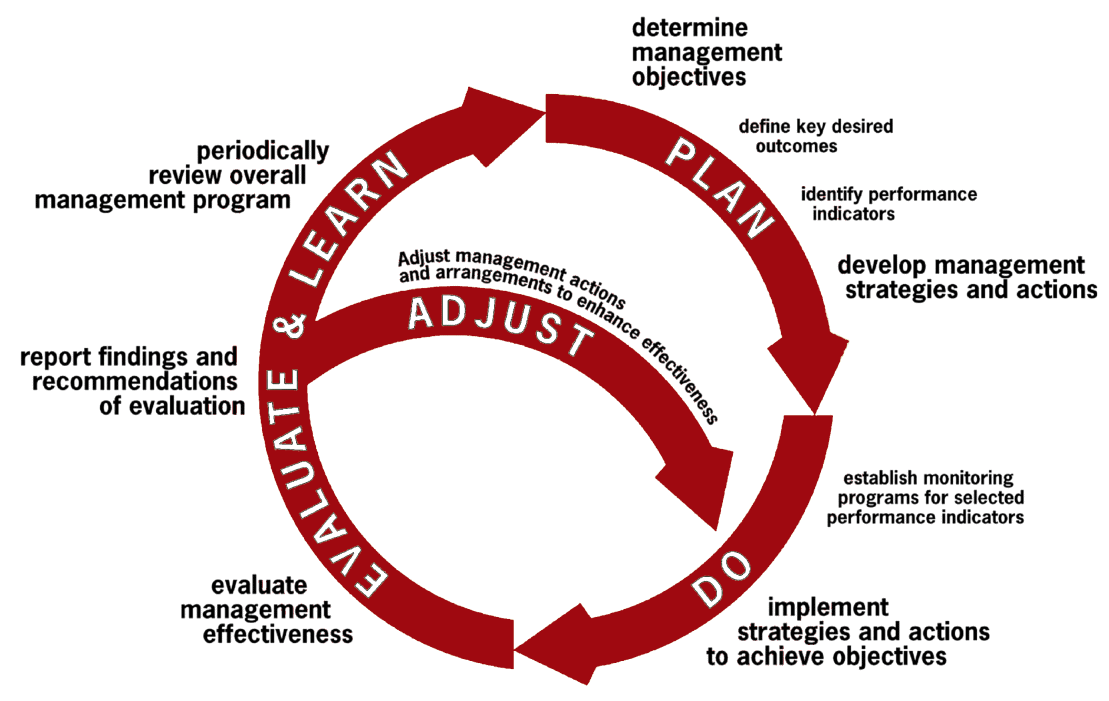 determine
management
objectives
define key desired
outcomes
identify performance
indicators
develop management
strategies and actions
PLAN
establish monitoring
programs for selected
performance indicators
DO
implement
strategies and actions
to achieve objectives
evaluate
management
effectiveness
report findings and
recommendations
of evaluation
periodically
review overall
management program
EVALUATE & LEARN
Adjust management actions
and arrangements to enhance effectiveness
ADJUST